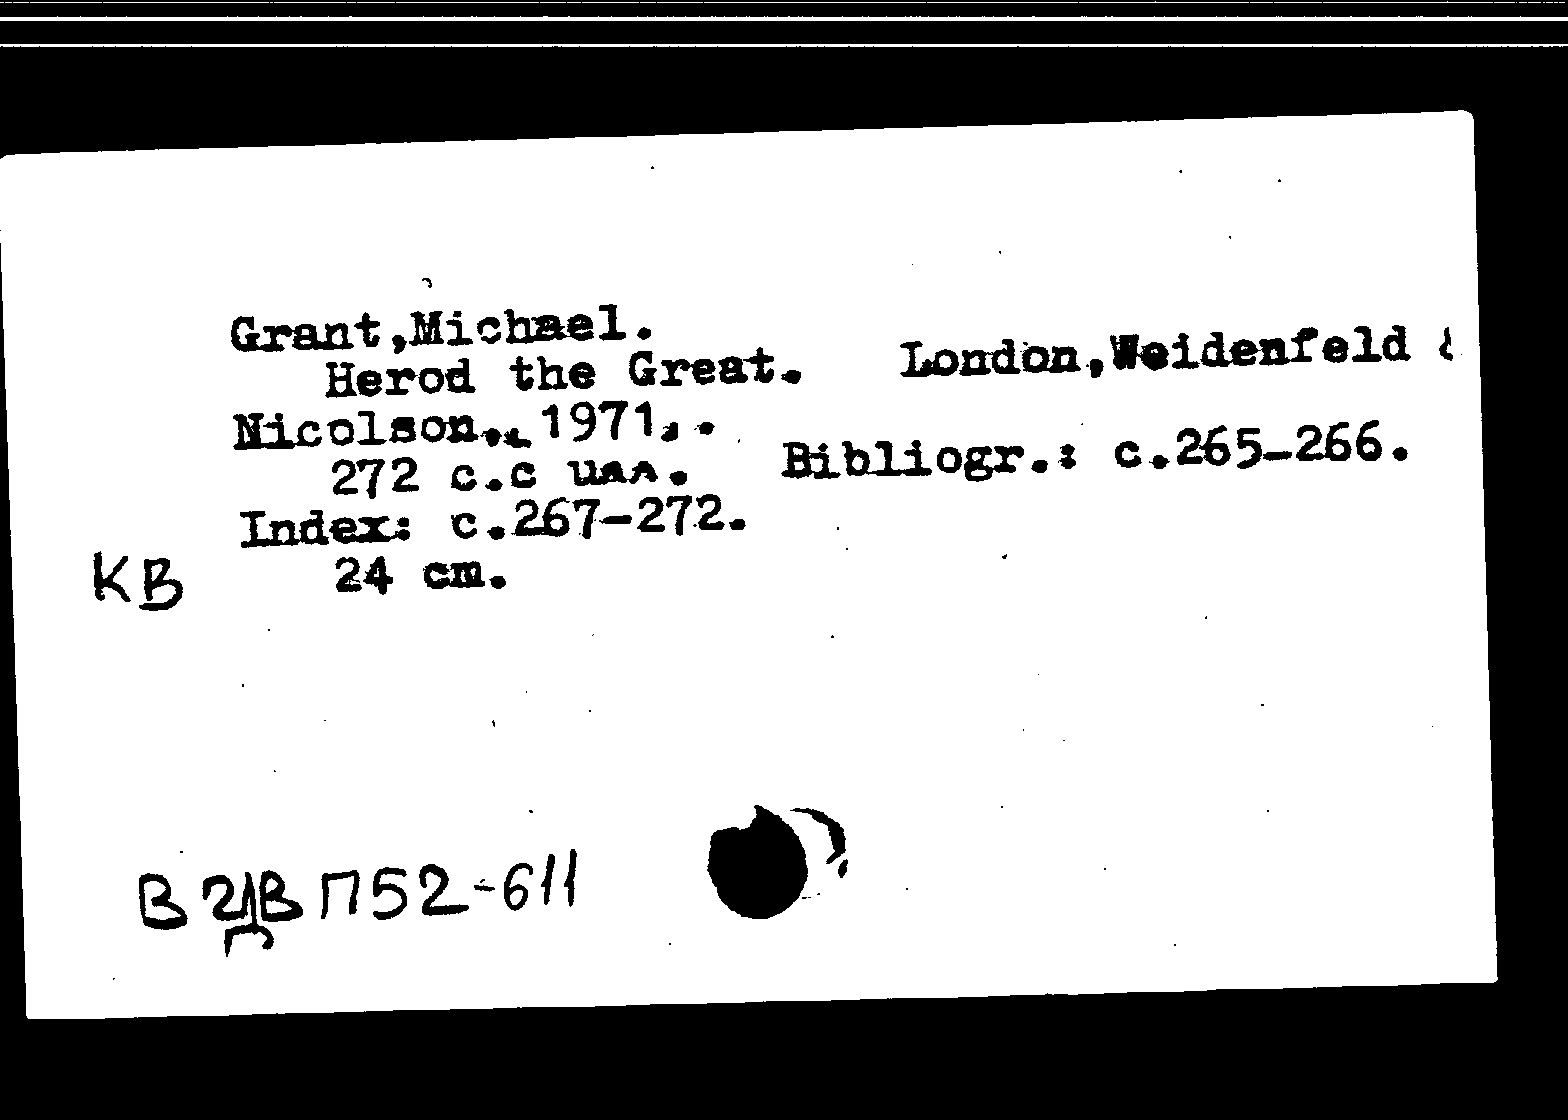 Grant,Michael.
Herod the Great. London,Weidenfeld &
Nicolson., 1971,.
272 c.c илл. Bibliogr.: c.265-266.
Index: c.267-272.
КВ 24 cm.
В 2ДВ П52-611